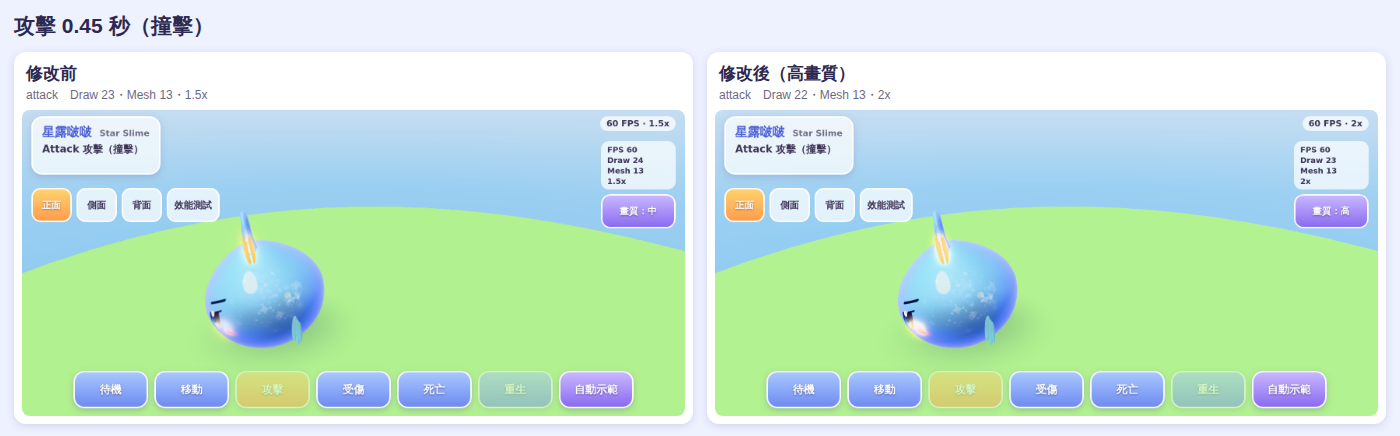 攻擊 0.45 秒（撞擊）
修改前
attack Draw 23・Mesh 13・1.5x
星露啵啵 Star Slime
Attack 攻擊（撞擊）
60 FPS · 1.5x
FPS 60
Draw 24
Mesh 13
1.5x
正面 側面 背面 效能測試
畫質：中
待機 移動 攻擊 受傷 死亡 重生 自動示範
修改後（高畫質）
attack Draw 22・Mesh 13・2x
星露啵啵 Star Slime
Attack 攻擊（撞擊）
60 FPS · 2x
FPS 60
Draw 23
Mesh 13
2x
正面 側面 背面 效能測試
畫質：高
待機 移動 攻擊 受傷 死亡 重生 自動示範